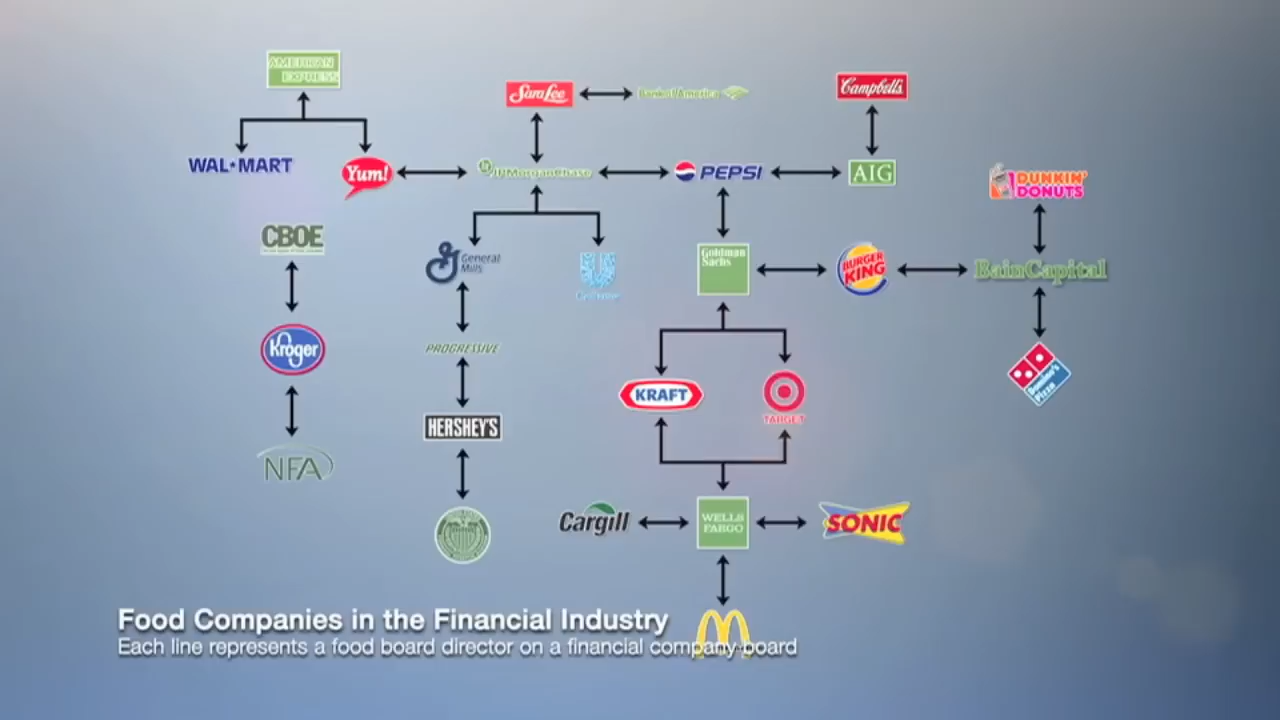 AMERICAN
EXPRESS
Sara Lee
Bank of America
Campbell's
WAL★MART
Yum!
JPMorganChase
PEPSI
AIG
DUNKIN'
DONUTS
CBOE
General
Mills
Unilever
Goldman
Sachs
BURGER
KING
BainCapital
Kroger
PROGRESSIVE
KRAFT
TARGET
Domino's
Pizza
HERSHEY'S
NFA
Cargill
WELLS
FARGO
SONIC
Food Companies in the Financial Industry
Each line represents a food board director on a financial company board